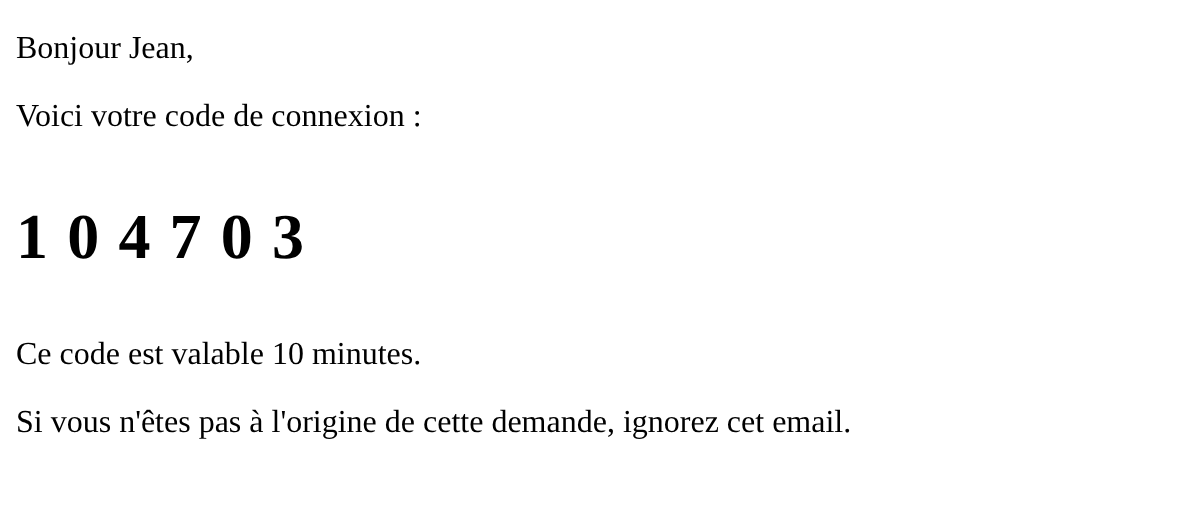 Bonjour Jean,
Voici votre code de connexion :
1 0 4 7 0 3
Ce code est valable 10 minutes.
Si vous n'êtes pas à l'origine de cette demande, ignorez cet email.